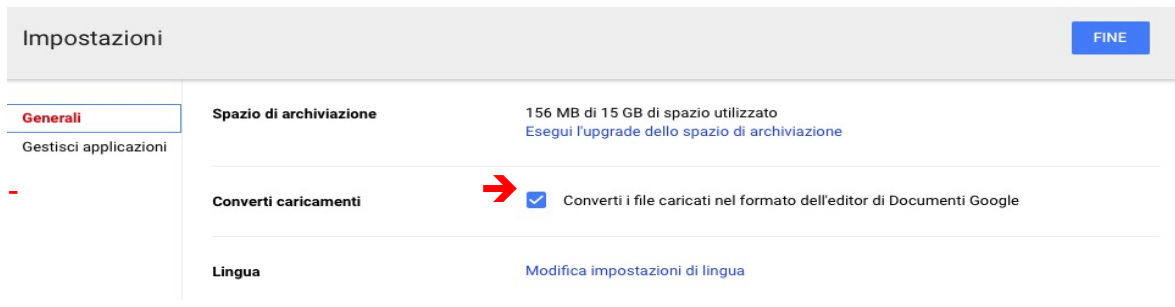 Impostazioni
FINE
Generali
Gestisci applicazioni
-
Spazio di archiviazione
156 MB di 15 GB di spazio utilizzato
Esegui l'upgrade dello spazio di archiviazione
Converti caricamenti
Converti i file caricati nel formato dell'editor di Documenti Google
Lingua
Modifica impostazioni di lingua